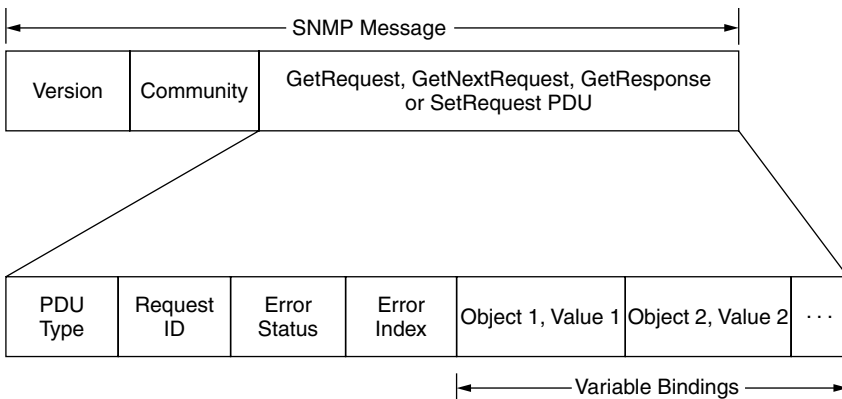 SNMP Message
Version
Community
GetRequest, GetNextRequest, GetResponse
or SetRequest PDU
PDU
Type
Request
ID
Error
Status
Error
Index
Object 1, Value 1
Object 2, Value 2
· · ·
Variable Bindings